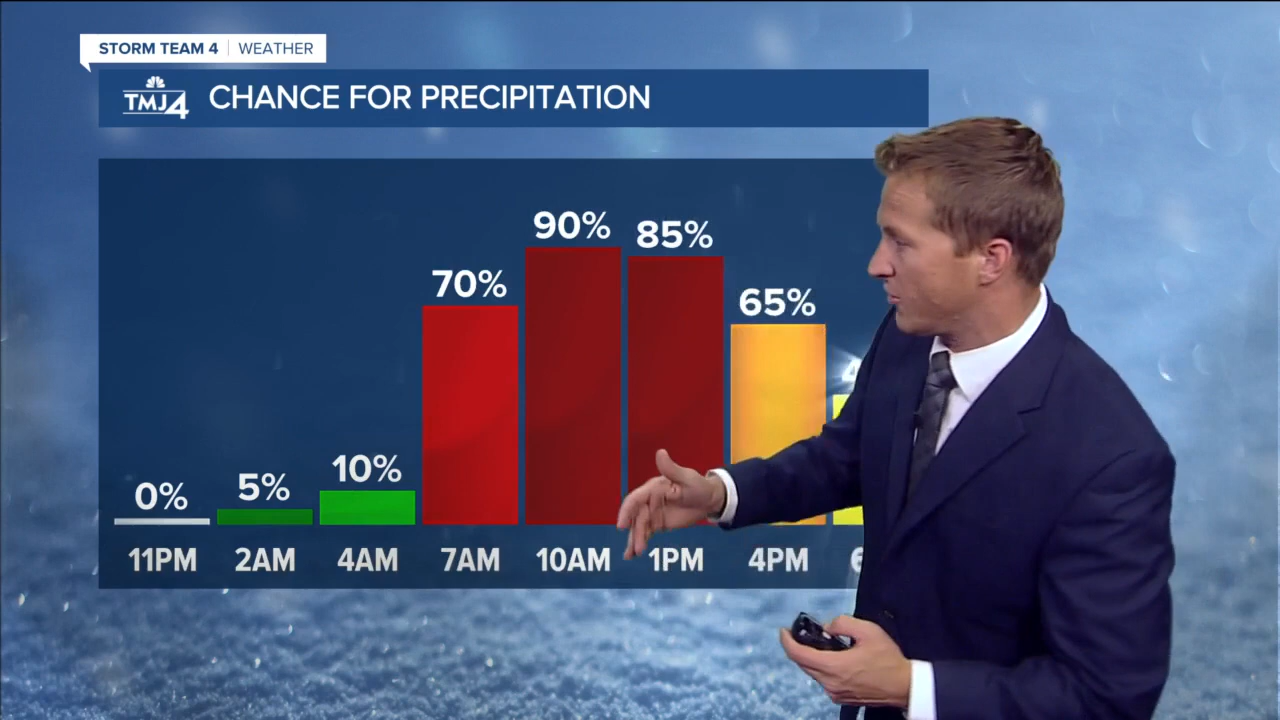 STORM TEAM 4 | WEATHER
TMJ4 CHANCE FOR PRECIPITATION
90%
85%
70%
65%
10%
5%
0%
11PM 2AM 4AM 7AM 10AM 1PM 4PM